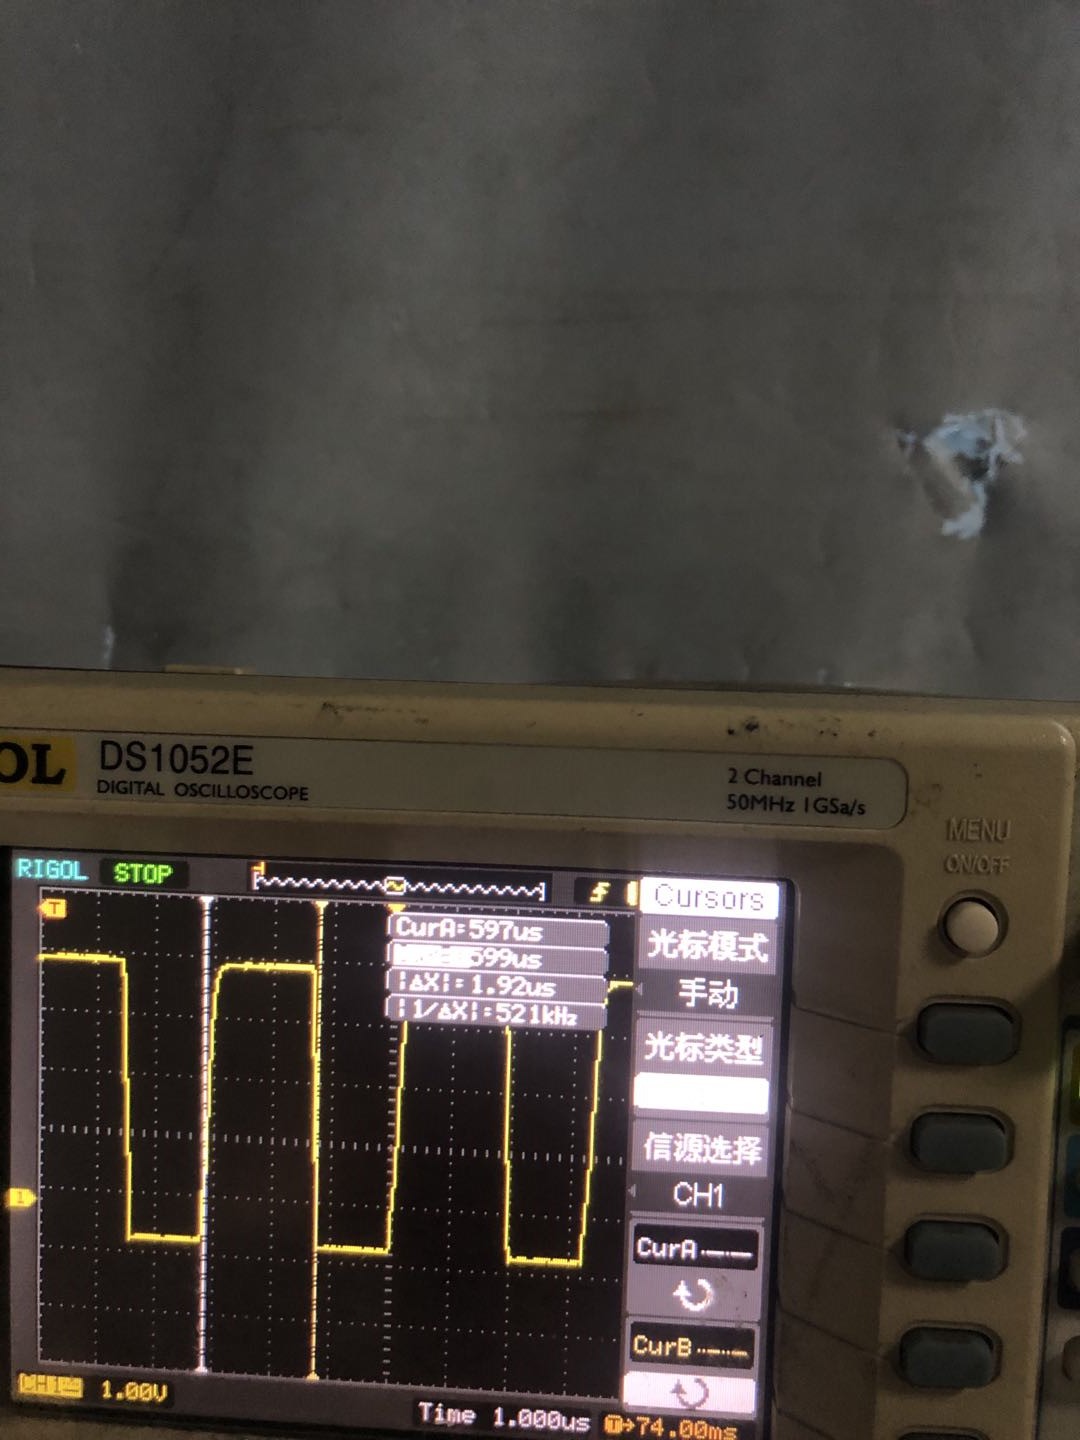 OL
DS1052E
DIGITAL OSCILLOSCOPE
2 Channel
50MHz 1GSa/s
MENU
ON/OFF
RIGOL
STOP
T
Cursors
CurA:597us
599us
|ΔX|:1.92us
|1/ΔX|:521kHz
光标模式
手动
光标类型
信源选择
CH1
CurA
CurB
1
CH1
1.00V
Time 1.000us
T→74.00ms